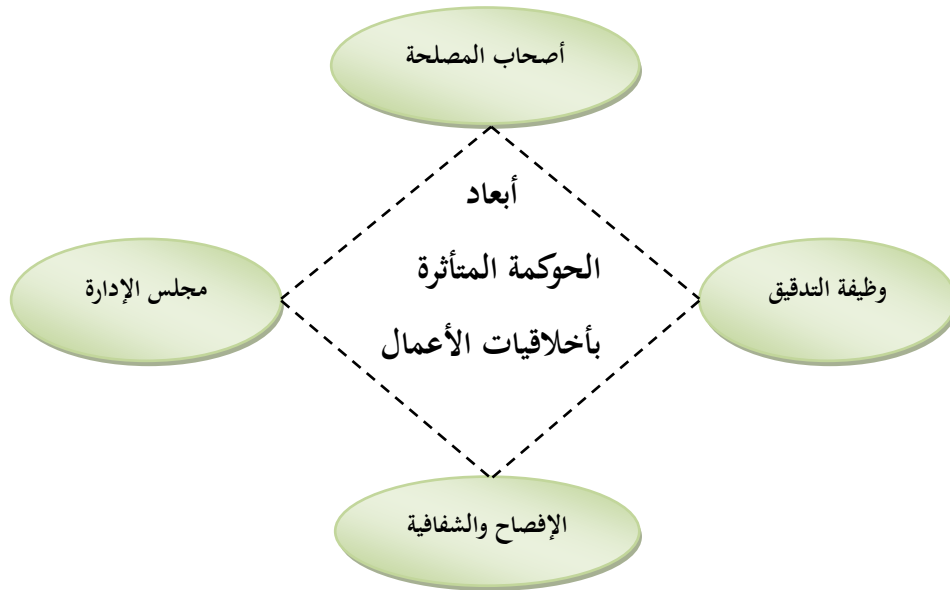 أصحاب المصلحة
أبعاد
الحوكمة المتأثرة
بأخلاقيات الأعمال
وظيفة التدقيق
مجلس الإدارة
الإفصاح والشفافية